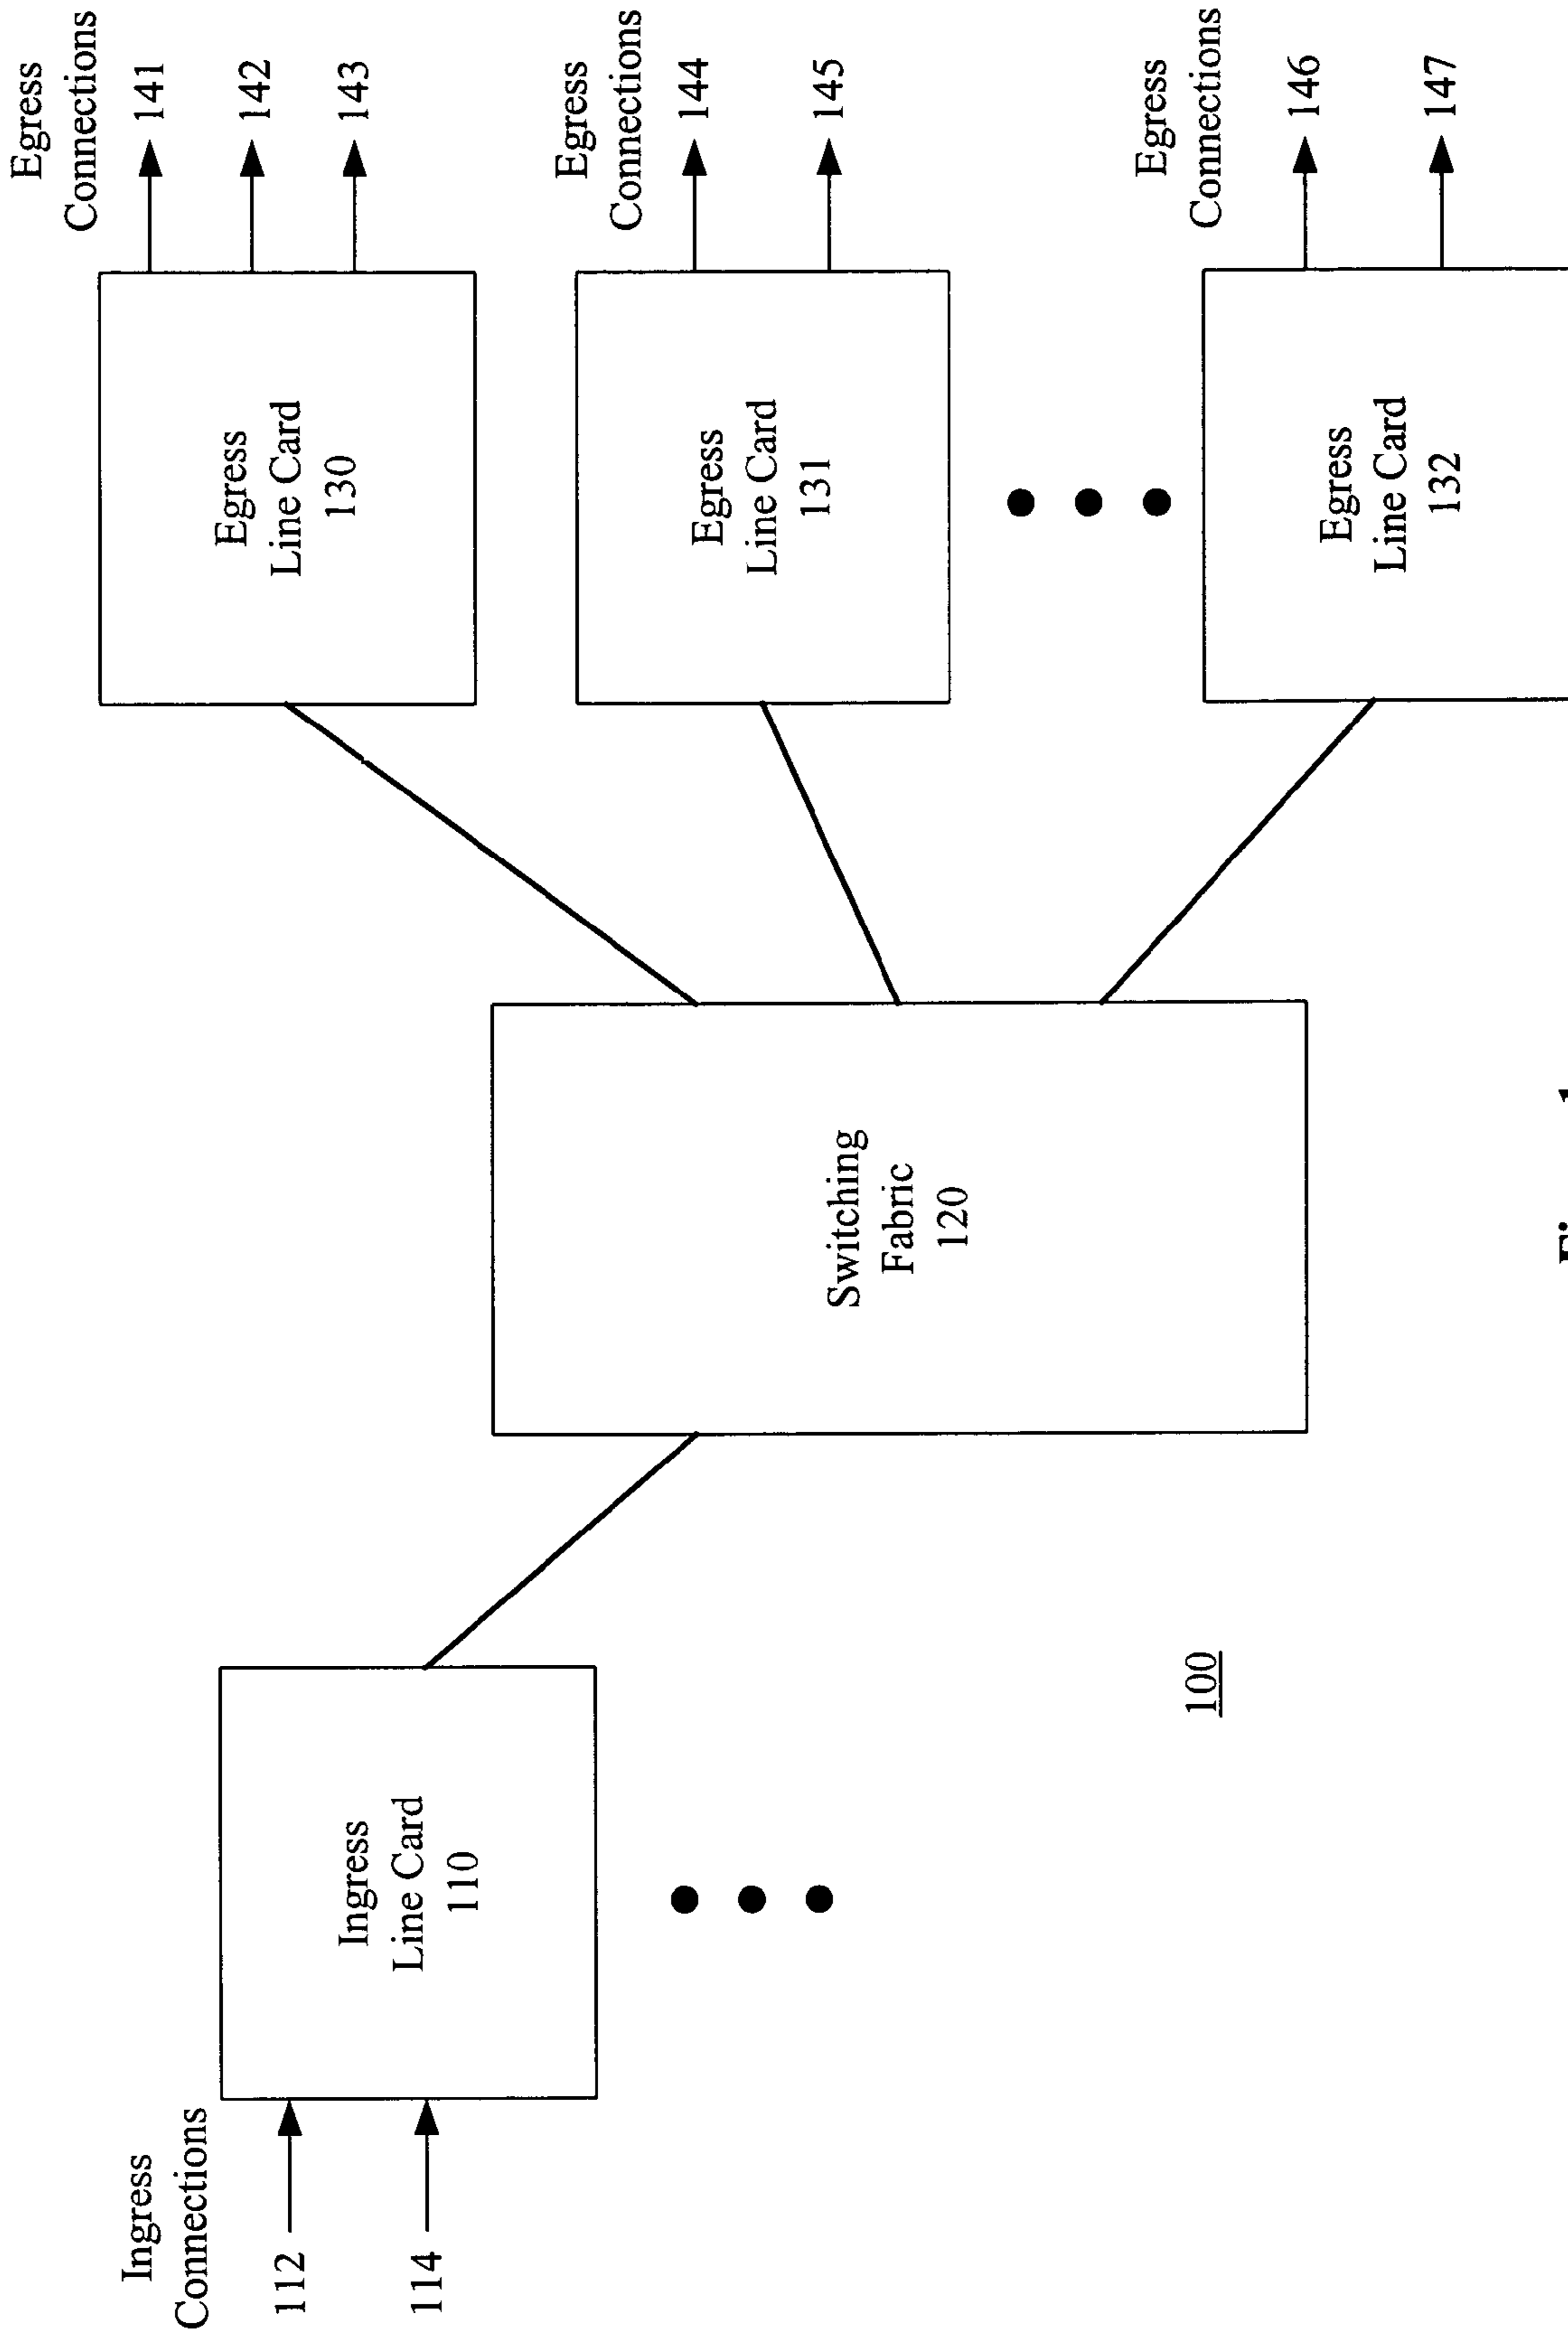 Ingress
Connections
112
114
Ingress
Line Card
110
Switching
Fabric
120
Egress
Line Card
130
Egress
Connections
141
142
143
Egress
Line Card
131
Egress
Connections
144
145
Egress
Line Card
132
Egress
Connections
146
147
100